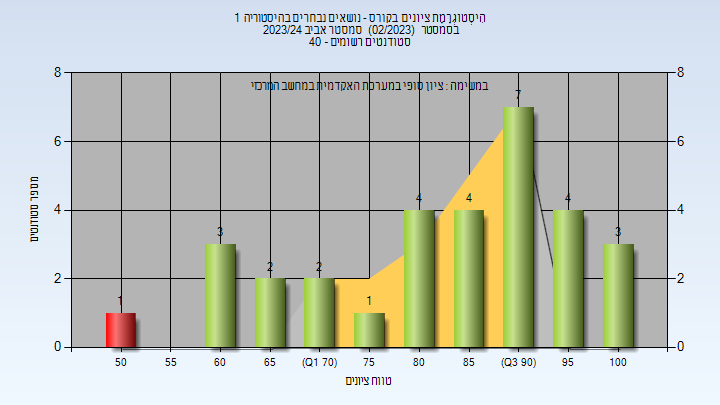 היסטוגרמת ציונים בקורס - נושאים נבחרים בהיסטוריה 1
בסמסטר (02/2023) סמסטר אביב 2023/24
סטודנטים רשומים - 40
במשימה : ציון סופי במערכת האקדמית במחשב המרכזי
מספר סטודנטים
8 8
6 6
4 4
2 2
0 0
1 3 2 2 1 4 4 7 4 3
50 55 60 65 (Q1 70) 75 80 85 (Q3 90) 95 100
טווח ציונים